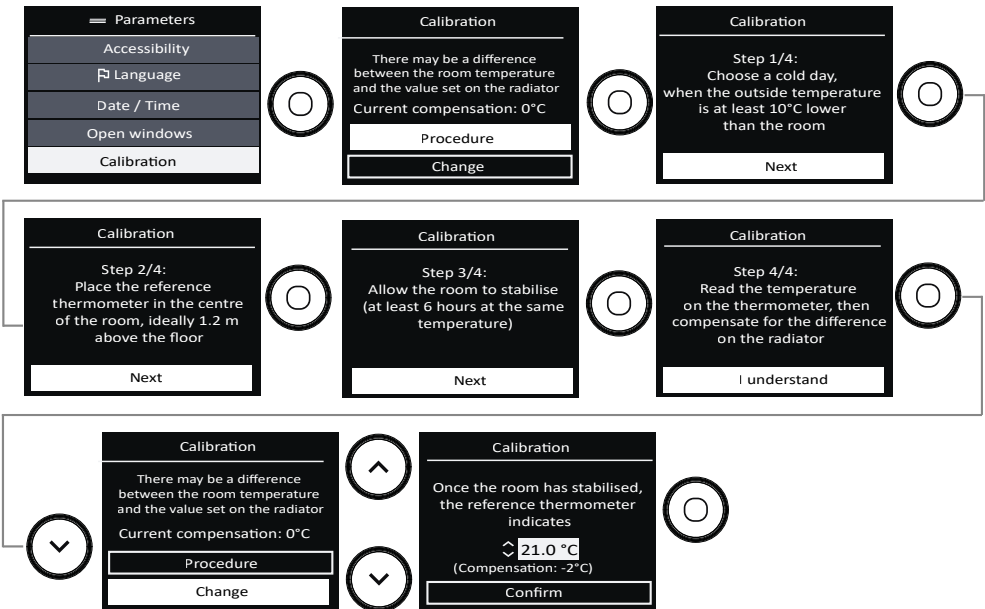 Parameters
Accessibility
Language
Date / Time
Open windows
Calibration
Calibration
There may be a difference
between the room temperature
and the value set on the radiator
Current compensation: 0°C
Procedure
Change
Calibration
Step 1/4:
Choose a cold day,
when the outside temperature
is at least 10°C lower
than the room
Next
Calibration
Step 2/4:
Place the reference
thermometer in the centre
of the room, ideally 1.2 m
above the floor
Next
Calibration
Step 3/4:
Allow the room to stabilise
(at least 6 hours at the same
temperature)
Next
Calibration
Step 4/4:
Read the temperature
on the thermometer, then
compensate for the difference
on the radiator
I understand
Calibration
There may be a difference
between the room temperature
and the value set on the radiator
Current compensation: 0°C
Procedure
Change
Calibration
Once the room has stabilised,
the reference thermometer
indicates
21.0 °C
(Compensation: -2°C)
Confirm